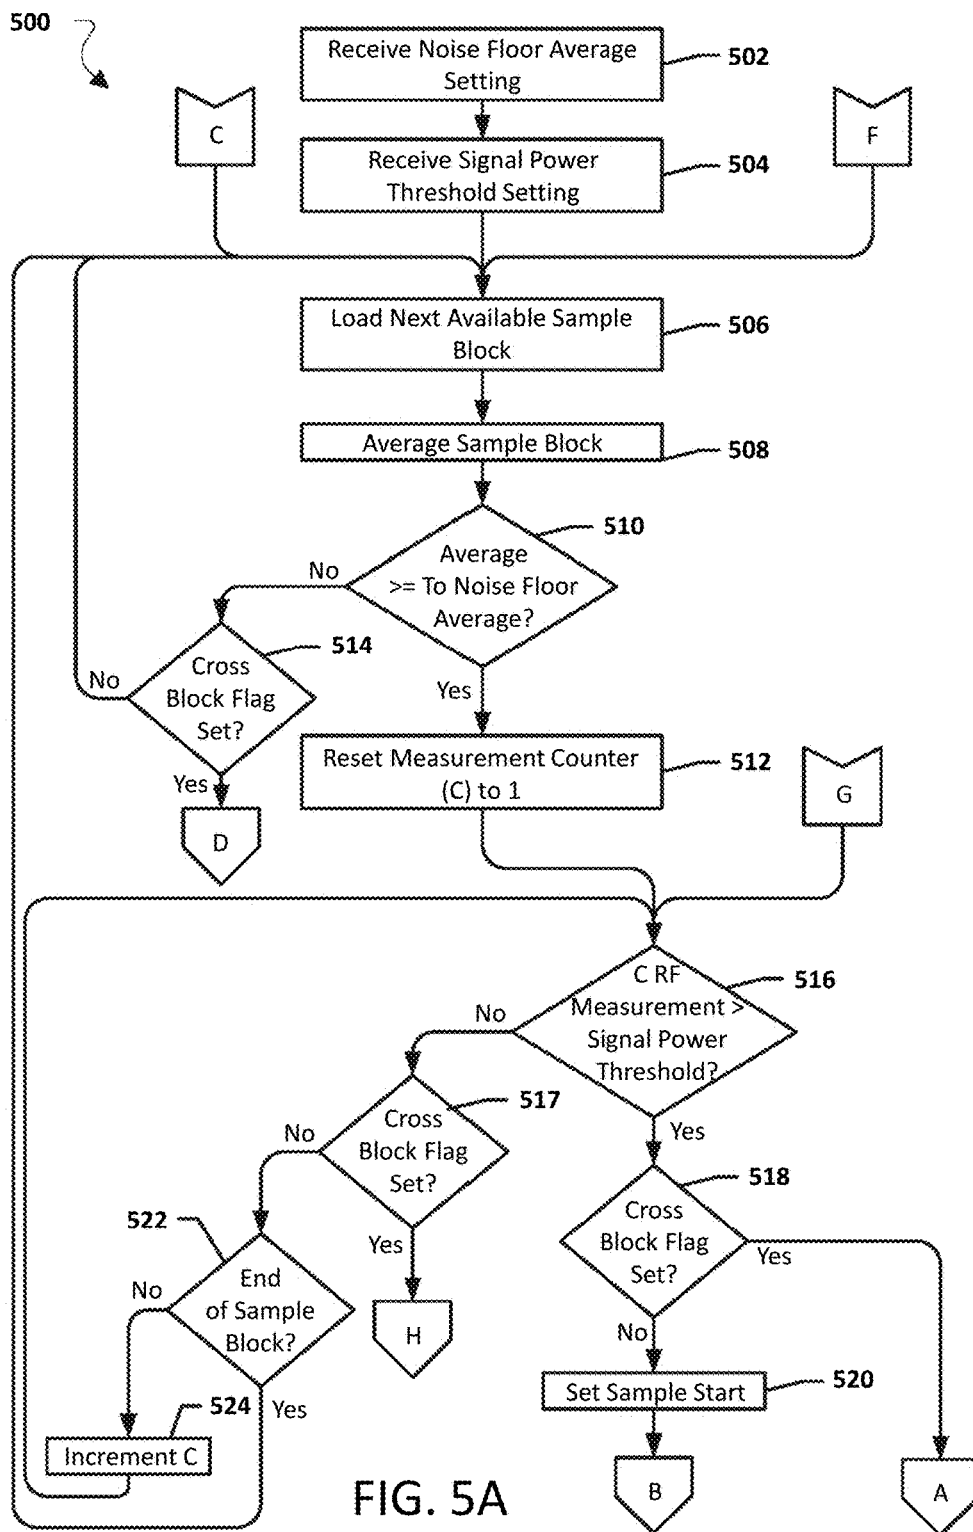 500
Receive Noise Floor Average
Setting
502
C
F
Receive Signal Power
Threshold Setting
504
Load Next Available Sample
Block
506
Average Sample Block
508
510
Average
>= To Noise Floor
Average?
No
514
Cross
Block Flag
Set?
No
Yes
Yes
Reset Measurement Counter
(C) to 1
512
G
D
C RF
Measurement >
Signal Power
Threshold?
516
No
517
Cross
Block Flag
Set?
No
Yes
Yes
518
Cross
Block Flag
Set?
Yes
522
End
of Sample
Block?
No
H
No
Set Sample Start
520
524
Yes
Increment C
FIG. 5A
B
A